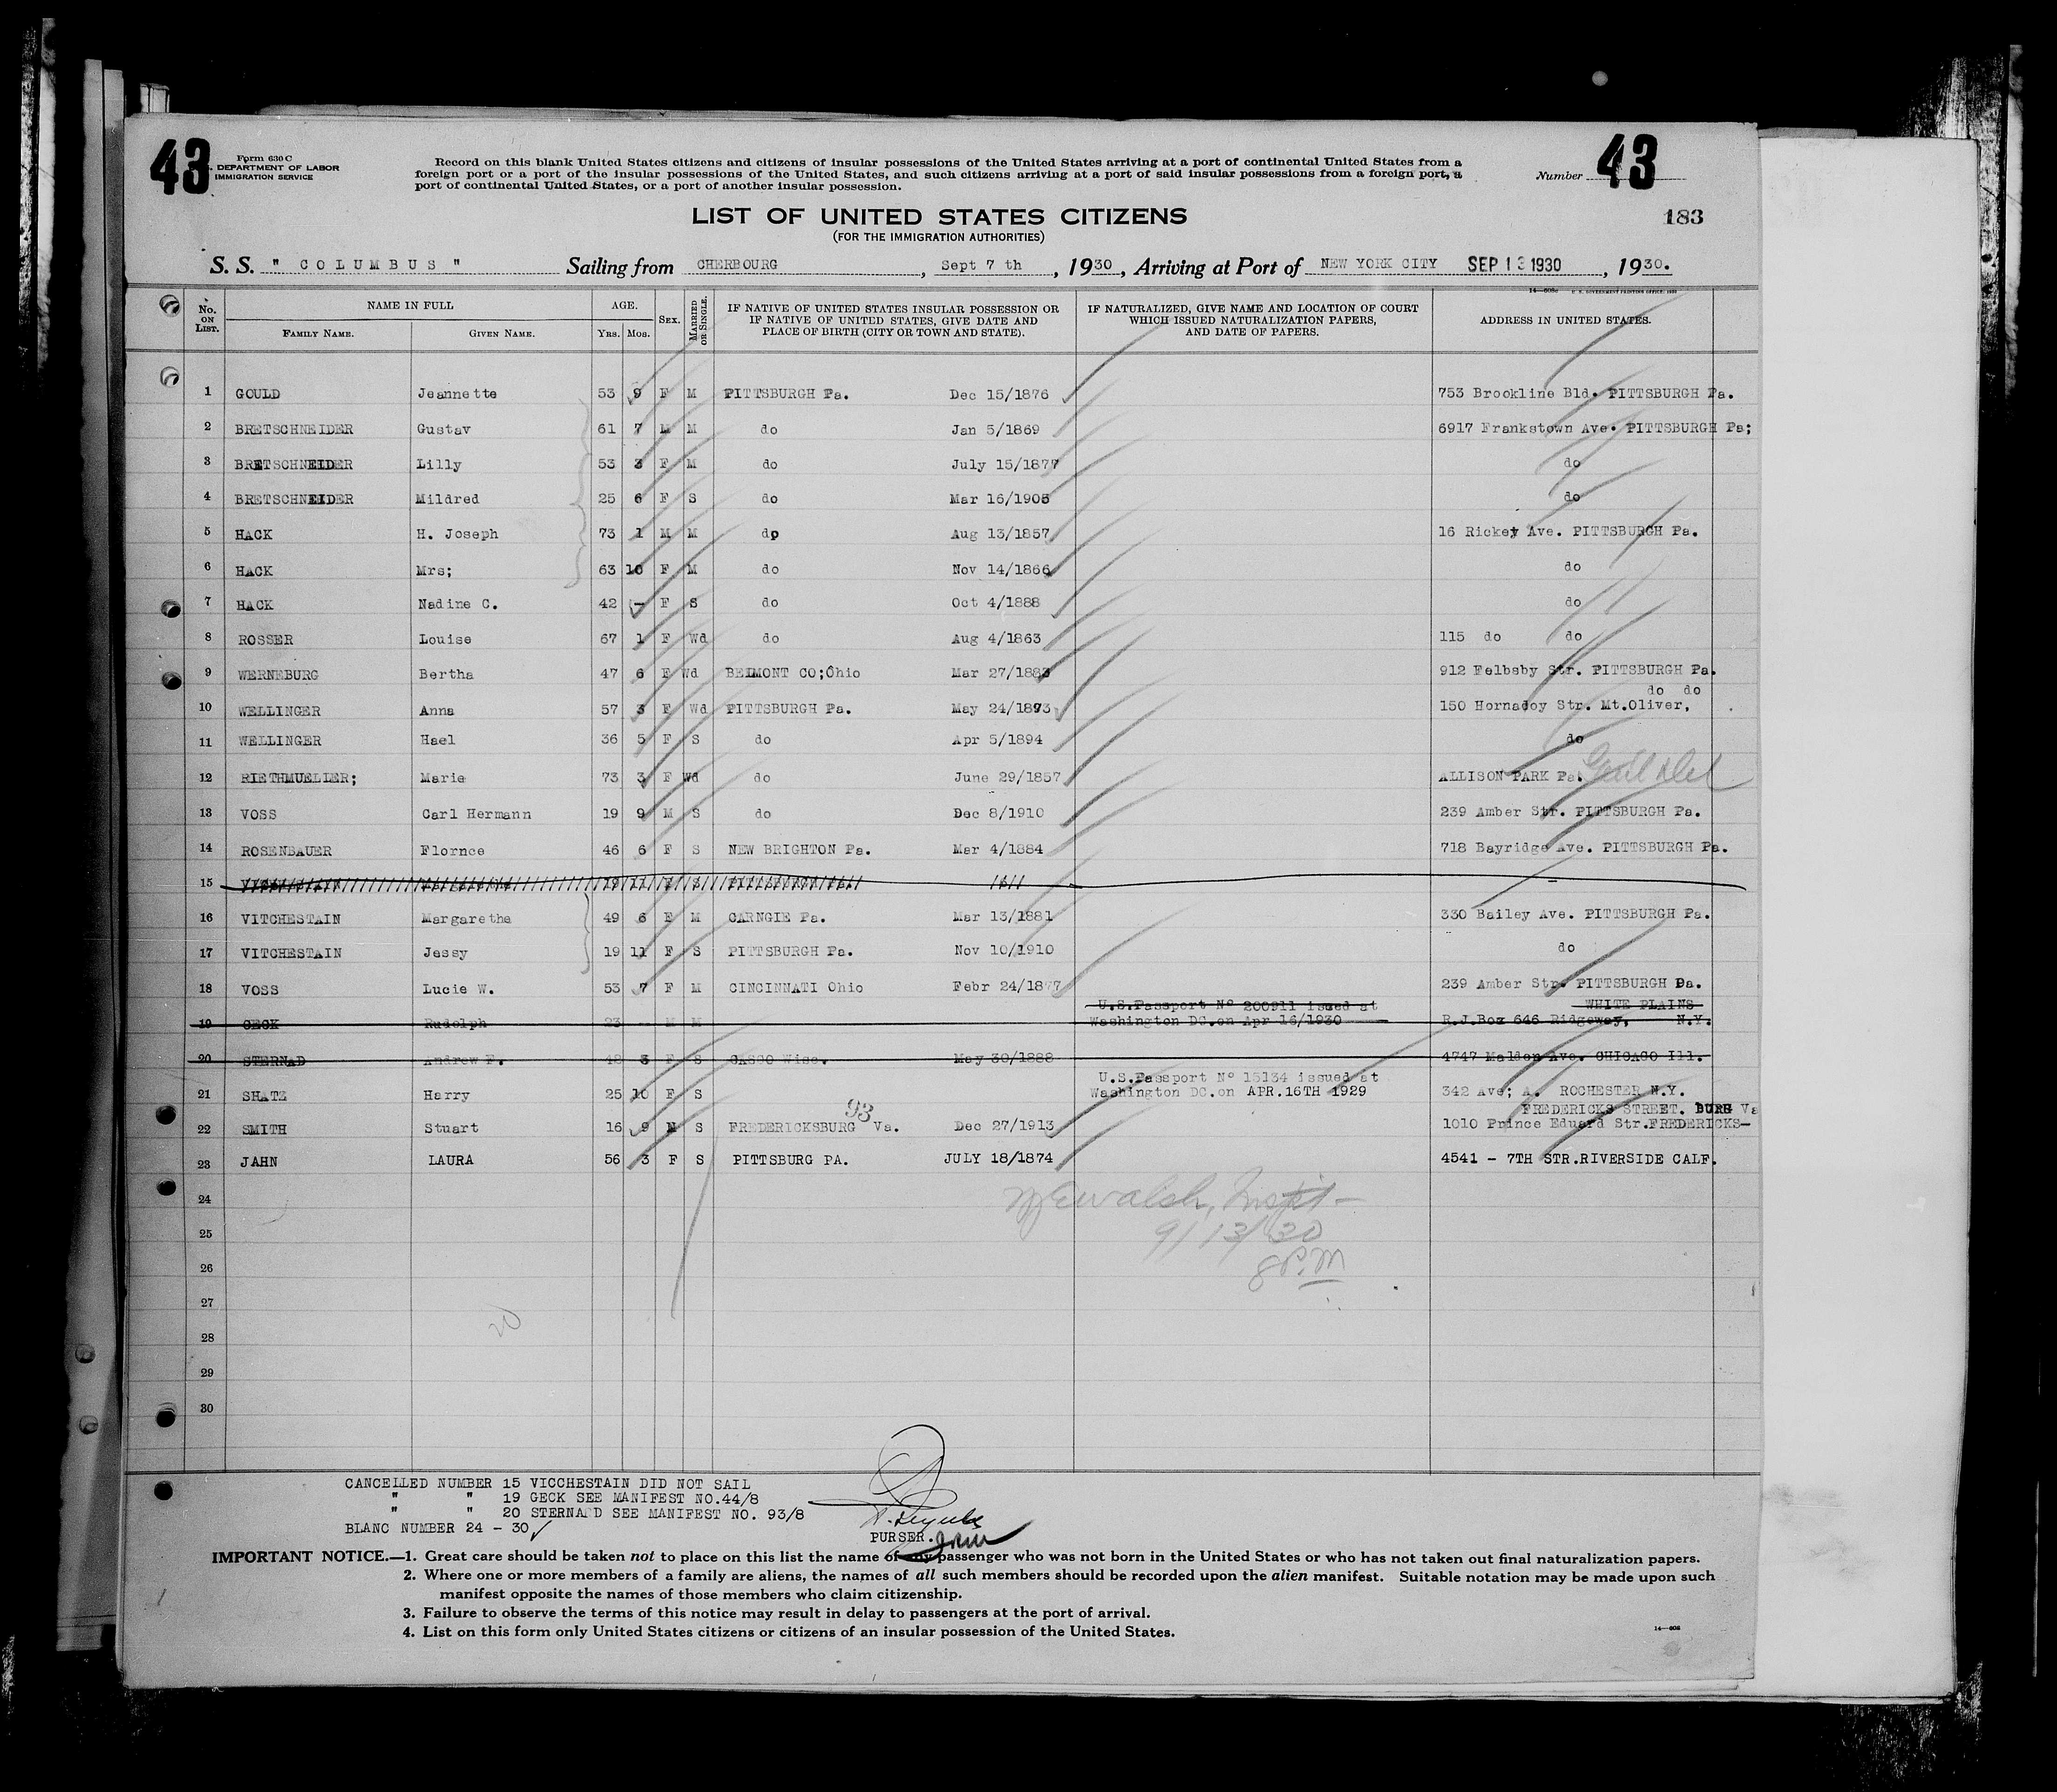 43
Form 630 C
DEPARTMENT OF LABOR
IMMIGRATION SERVICE
Record on this blank United States citizens and citizens of insular possessions of the United States arriving at a port of continental United States from a
foreign port or a port of the insular possessions of the United States, and such citizens arriving at a port of said insular possessions from a foreign port, a
port of continental United States, or a port of another insular possession.
Number 43
183
LIST OF UNITED STATES CITIZENS
(FOR THE IMMIGRATION AUTHORITIES)
S. S. " COLUMBUS " Sailing from CHERBOURG, Sept 7 th, 1930, Arriving at Port of NEW YORK CITY SEP 13 1930, 1930.
No. ON LIST. NAME IN FULL FAMILY NAME. GIVEN NAME. AGE. Yrs. Mos. SEX. MARRIED OR SINGLE. IF NATIVE OF UNITED STATES INSULAR POSSESSION OR IF NATIVE OF UNITED STATES, GIVE DATE AND PLACE OF BIRTH (CITY OR TOWN AND STATE). IF NATURALIZED, GIVE NAME AND LOCATION OF COURT WHICH ISSUED NATURALIZATION PAPERS, AND DATE OF PAPERS. ADDRESS IN UNITED STATES.
1 GOULD Jeannette 53 9 F M PITTSBURGH Pa. Dec 15/1876 753 Brookline Bld. PITTSBURGH Pa.
2 BRETSCHNEIDER Gustav 61 7 M M do Jan 5/1869 6917 Frankstown Ave. PITTSBURGH Pa;
3 BRETSCHNEIDER Lilly 53 3 F M do July 15/1877 do
4 BRETSCHNEIDER Mildred 25 6 F S do Mar 16/1905 do
5 HACK H. Joseph 73 1 M M do Aug 13/1857 16 Rickey Ave. PITTSBURGH Pa.
6 HACK Mrs; 63 10 F M do Nov 14/1866 do
7 HACK Nadine C. 42 - F S do Oct 4/1888 do
8 ROSSER Louise 67 1 F Wd do Aug 4/1863 115 do do
9 WERNEBURG Bertha 47 6 F Wd BELMONT CO;Ohio Mar 27/1883 912 Felbsby Str. PITTSBURGH Pa.
do do
10 WELLINGER Anna 57 3 F Wd PITTSBURGH Pa. May 24/1873 150 Hornadoy Str. Mt.Oliver,
11 WELLINGER Hael 36 5 F S do Apr 5/1894 do
12 RIETHMUELLER; Marie 73 3 F Wd do June 29/1857 ALLISON PARK Pa.
13 VOSS Carl Hermann 19 9 M S do Dec 8/1910 239 Amber Str. PITTSBURGH Pa.
14 ROSENBAUER Flornce 46 6 F S NEW BRIGHTON Pa. Mar 4/1884 718 Bayridge Ave. PITTSBURGH Pa.
15
16 VITCHESTAIN Margaretha 49 6 F M CARNGIE Pa. Mar 13/1881 330 Bailey Ave. PITTSBURGH Pa.
17 VITCHESTAIN Jessy 19 11 F S PITTSBURGH Pa. Nov 10/1910 do
18 VOSS Lucie W. 53 7 F M CINCINNATI Ohio Febr 24/1877 239 Amber Str. PITTSBURGH Pa.
U.S.Passport Nº 200911 issued at WHITE PLAINS
19 GECK Rudolph 23 - M M Washington DC.on Apr 16/1930 R.J.Box 646 Ridgeway, N.Y.
20 STERNAD Andrew F. 48 3 F S CASCO Wisc. May 30/1888 4747 Malden Ave. CHICAGO Ill.
U.S.Passport Nº 15134 issued at
21 SHATZ Harry 25 10 F S Washington DC.on APR.16TH 1929 342 Ave; A. ROCHESTER N.Y.
93 FREDERICKS STREET. BURG Va
22 SMITH Stuart 16 9 M S FREDERICKSBURG Va. Dec 27/1913 1010 Prince Eduard Str.FREDERICKS-
23 JAHN LAURA 56 3 F S PITTSBURG PA. JULY 18/1874 4541 - 7TH STR.RIVERSIDE CALF.
24
Walsh, Inspt-
25
9/13/30
26
8 P.M
27
28
29
30
CANCELLED NUMBER 15 VICCHESTAIN DID NOT SAIL
" " 19 GECK SEE MANIFEST NO.44/8
" " 20 STERNAD SEE MANIFEST NO. 93/8
BLANC NUMBER 24 - 30
PURSER.
IMPORTANT NOTICE.—1. Great care should be taken not to place on this list the name of any passenger who was not born in the United States or who has not taken out final naturalization papers.
2. Where one or more members of a family are aliens, the names of all such members should be recorded upon the alien manifest. Suitable notation may be made upon such
manifest opposite the names of those members who claim citizenship.
3. Failure to observe the terms of this notice may result in delay to passengers at the port of arrival.
4. List on this form only United States citizens or citizens of an insular possession of the United States.